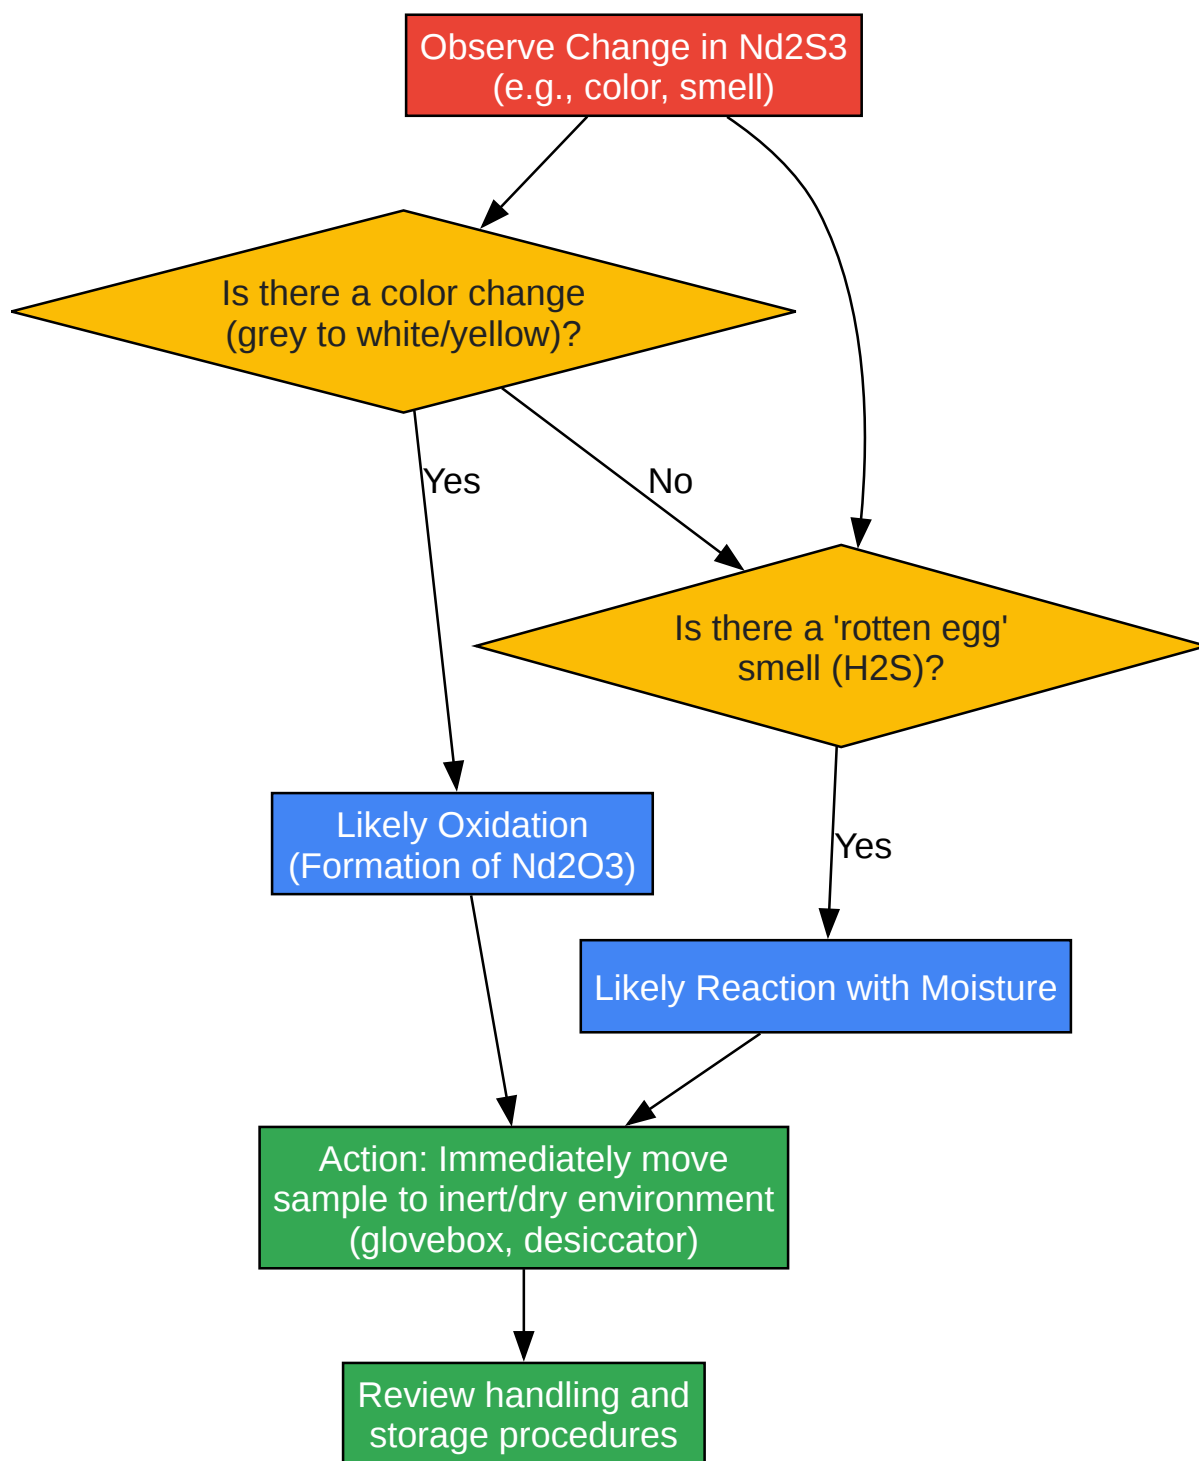 Observe Change in Nd2S3
(e.g., color, smell)
Is there a color change
(grey to white/yellow)?
Yes
No
Is there a 'rotten egg'
smell (H2S)?
Likely Oxidation
(Formation of Nd2O3)
Yes
Likely Reaction with Moisture
Action: Immediately move
sample to inert/dry environment
(glovebox, desiccator)
Review handling and
storage procedures